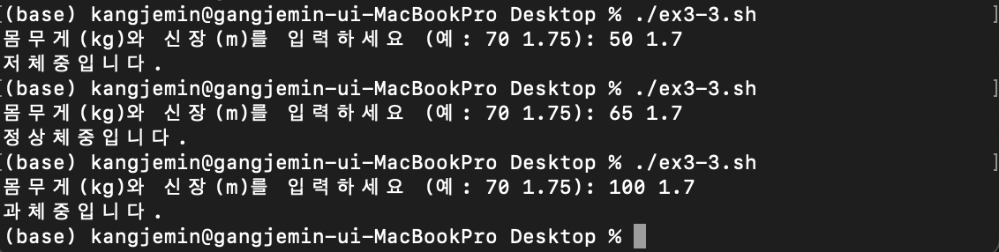 (base) kangjemin@gangjemin-ui-MacBookPro Desktop % ./ex3-3.sh
몸무게(kg)와 신장(m)를 입력하세요 (예: 70 1.75): 50 1.7
저체중입니다.
(base) kangjemin@gangjemin-ui-MacBookPro Desktop % ./ex3-3.sh
몸무게(kg)와 신장(m)를 입력하세요 (예: 70 1.75): 65 1.7
정상체중입니다.
(base) kangjemin@gangjemin-ui-MacBookPro Desktop % ./ex3-3.sh
몸무게(kg)와 신장(m)를 입력하세요 (예: 70 1.75): 100 1.7
과체중입니다.
(base) kangjemin@gangjemin-ui-MacBookPro Desktop %